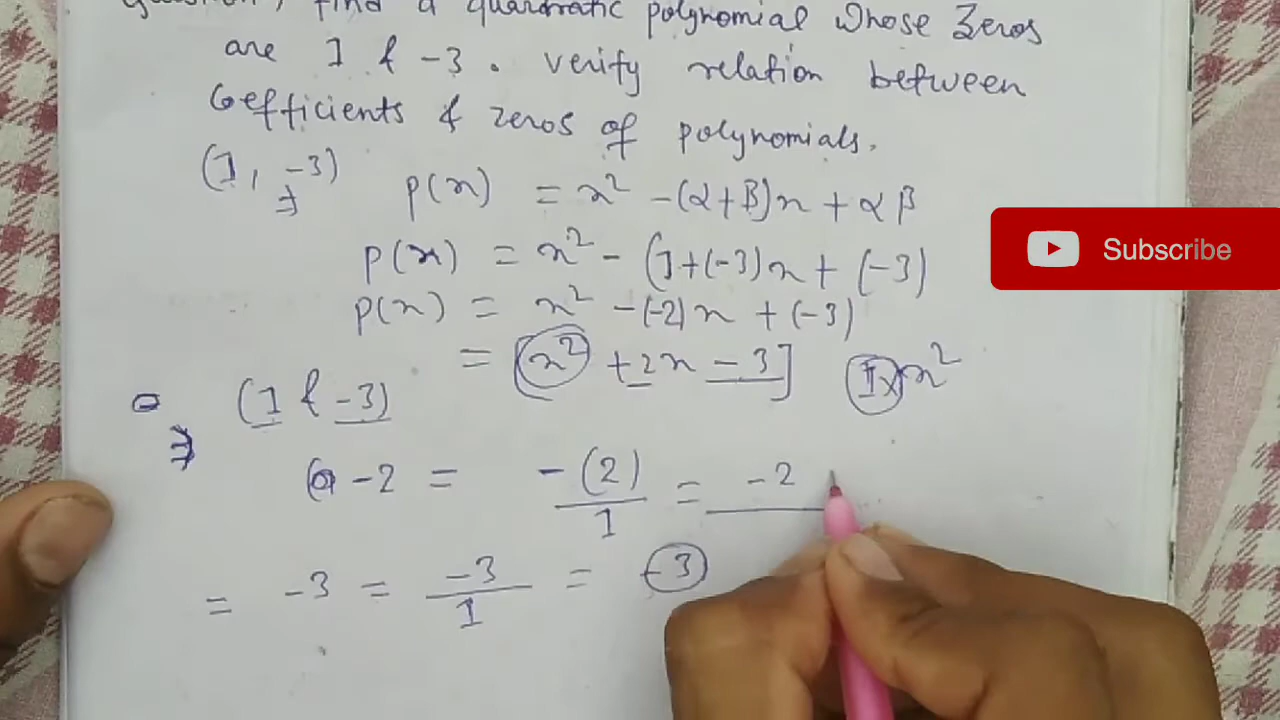 Question, find a quadratic polynomial whose zeros
are 1 & -3. verify relation between
Coefficients & zeros of polynomials.
(1, -3)
p(x) = x² -(α+β)x + αβ
p(x) = x² - (1+(-3)x + (-3)
p(x) = x² -(-2)x + (-3)
= [x² + 2x - 3] 1×x²
(1 & -3)
-2 = -(2)/1 = -2
= -3 = -3/1 = -3
Subscribe